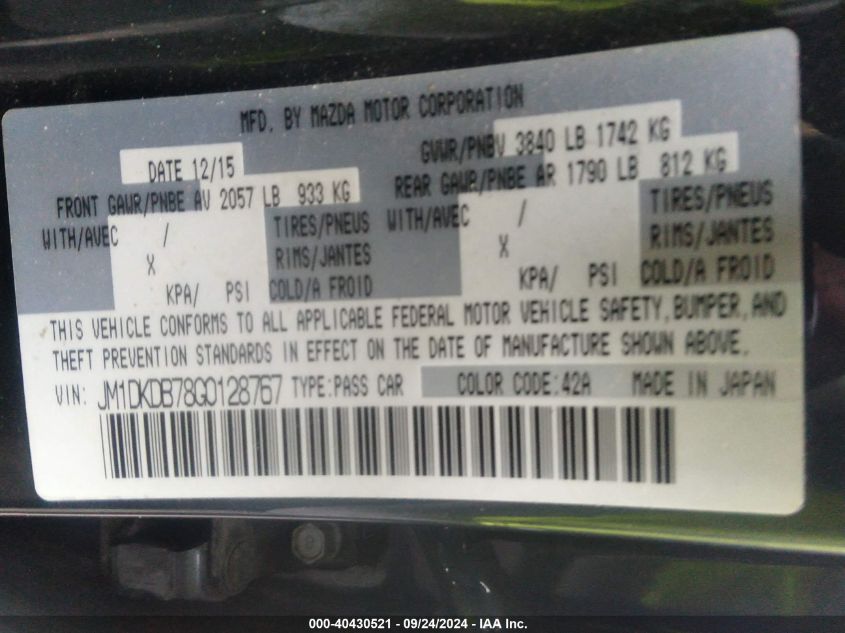 MFD. BY MAZDA MOTOR CORPORATION
DATE 12/15
GVWR/PNBV 3840 LB 1742 KG
FRONT GAWR/PNBE AV 2057 LB 933 KG
REAR GAWR/PNBE AR 1790 LB 812 KG
WITH/AVEC / TIRES/PNEUS WITH/AVEC / TIRES/PNEUS
X RIMS/JANTES X RIMS/JANTES
KPA/ PSI COLD/A FROID KPA/ PSI COLD/A FROID
THIS VEHICLE CONFORMS TO ALL APPLICABLE FEDERAL MOTOR VEHICLE SAFETY, BUMPER, AND
THEFT PREVENTION STANDARDS IN EFFECT ON THE DATE OF MANUFACTURE SHOWN ABOVE.
VIN: JM1DKDB78G0128767 TYPE:PASS CAR COLOR CODE:42A MADE IN JAPAN
000-40430521 - 09/24/2024 - IAA Inc.